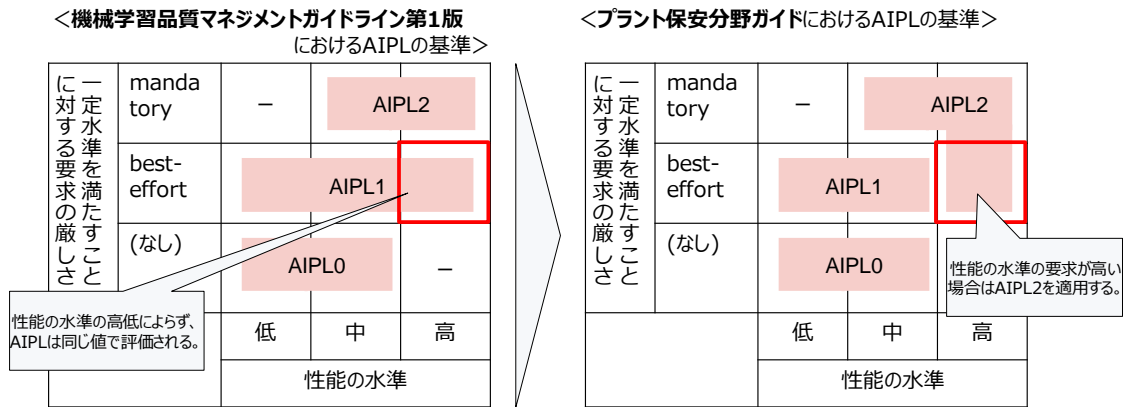 ＜機械学習品質マネジメントガイドライン第1版
におけるAIPLの基準＞
一定水準を満たすこと
に対する要求の厳しさ
manda
tory
－
AIPL2
best-
effort
AIPL1
(なし)
AIPL0
－
性能の水準の高低によらず、
AIPLは同じ値で評価される。
低
中
高
性能の水準
＜プラント保安分野ガイドにおけるAIPLの基準＞
一定水準を満たすこと
に対する要求の厳しさ
manda
tory
－
AIPL2
best-
effort
AIPL1
(なし)
AIPL0
性能の水準の要求が高い
場合はAIPL2を適用する。
低
中
高
性能の水準